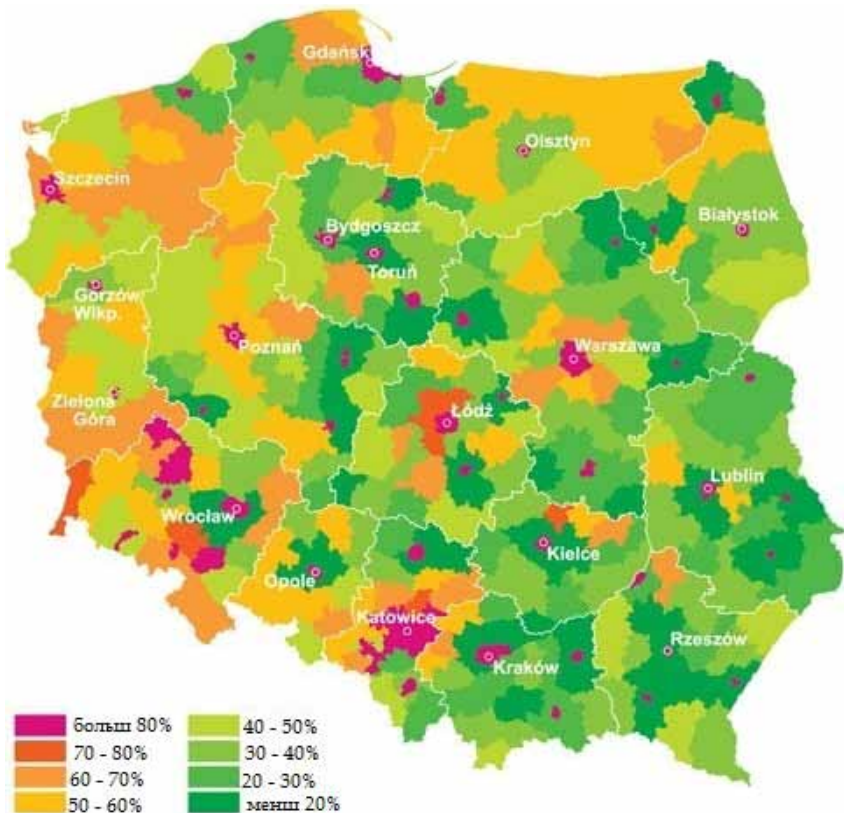 Gdańsk
Olsztyn
Szczecin
Białystok
Bydgoszcz
Toruń
Gorzów
Wlkp.
Poznań
Warszawa
Zielona
Góra
Łódź
Lublin
Wrocław
Kielce
Opole
Katowice
Rzeszów
Kraków
больш 80%
70 - 80%
60 - 70%
50 - 60%
40 - 50%
30 - 40%
20 - 30%
менш 20%